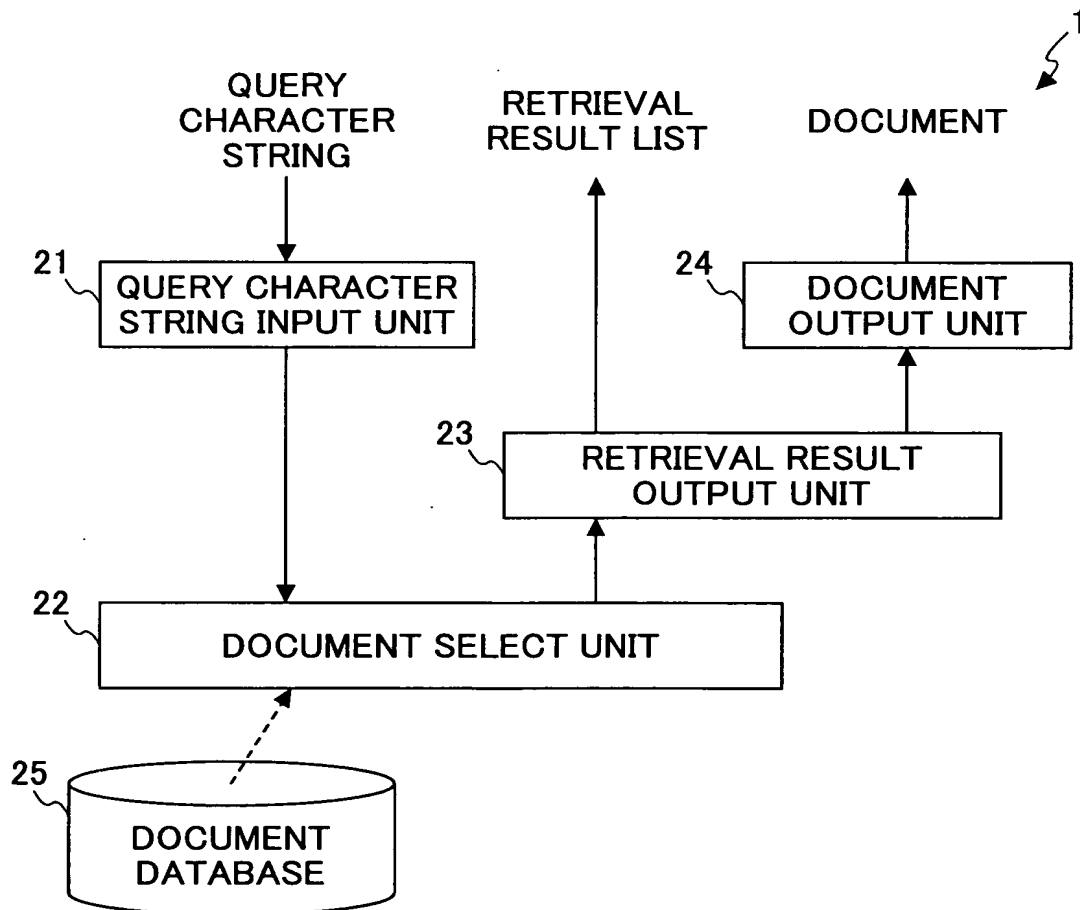 1
QUERY
CHARACTER
STRING
RETRIEVAL
RESULT LIST
DOCUMENT
21
QUERY CHARACTER
STRING INPUT UNIT
24
DOCUMENT
OUTPUT UNIT
23
RETRIEVAL RESULT
OUTPUT UNIT
22
DOCUMENT SELECT UNIT
25
DOCUMENT
DATABASE